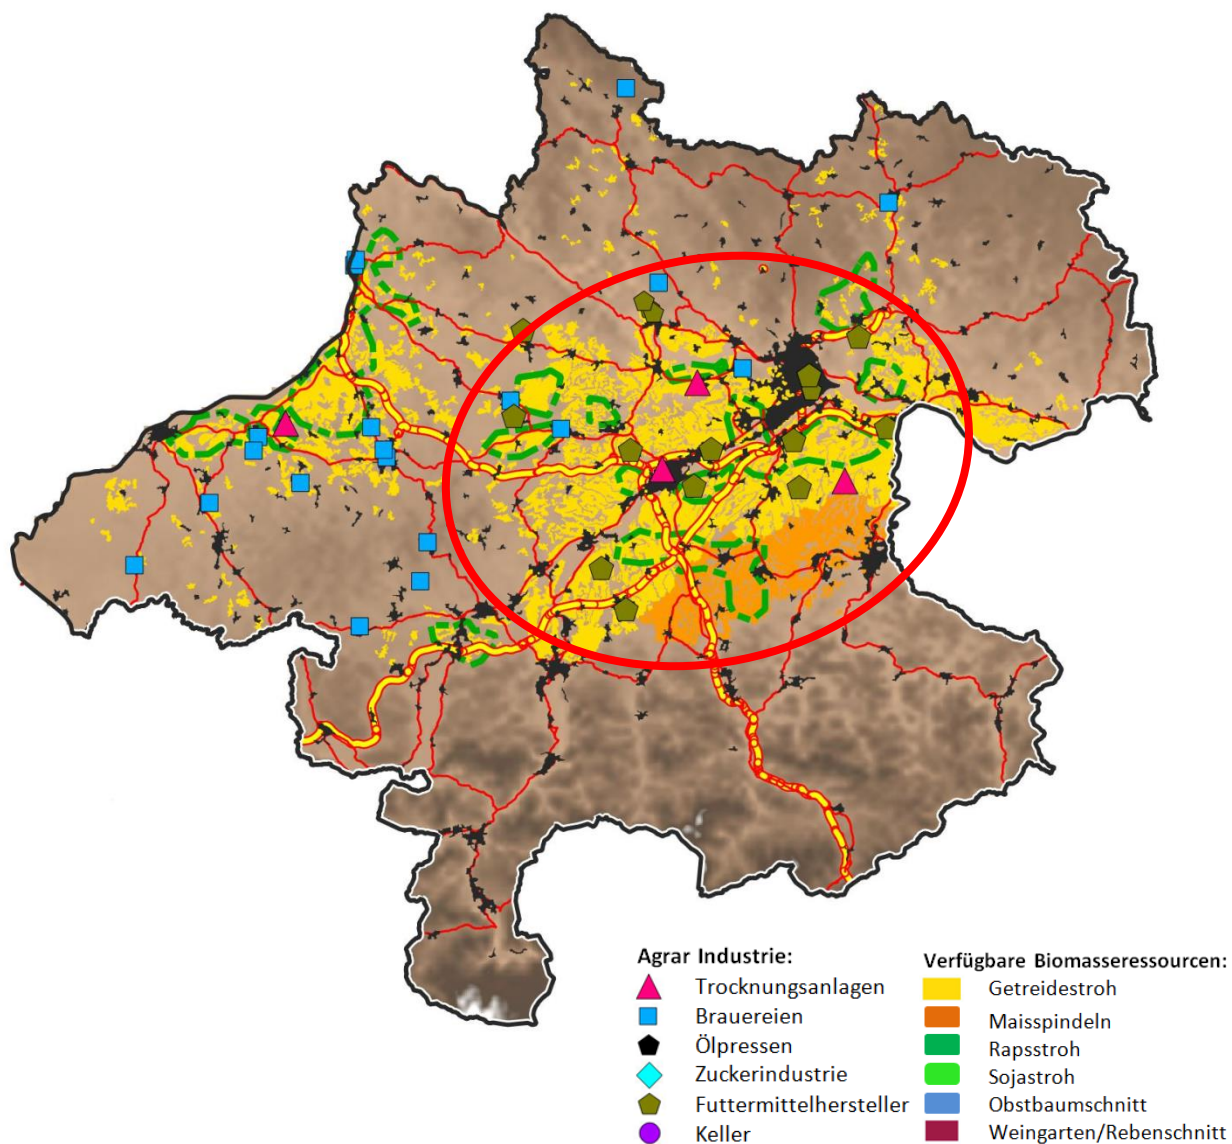 Agrar Industrie:
Trocknungsanlagen
Brauereien
Ölpressen
Zuckerindustrie
Futtermittelhersteller
Keller
Verfügbare Biomasseressourcen:
Getreidestroh
Maisspindeln
Rapsstroh
Sojastroh
Obstbaumschnitt
Weingarten/Rebenschnitt